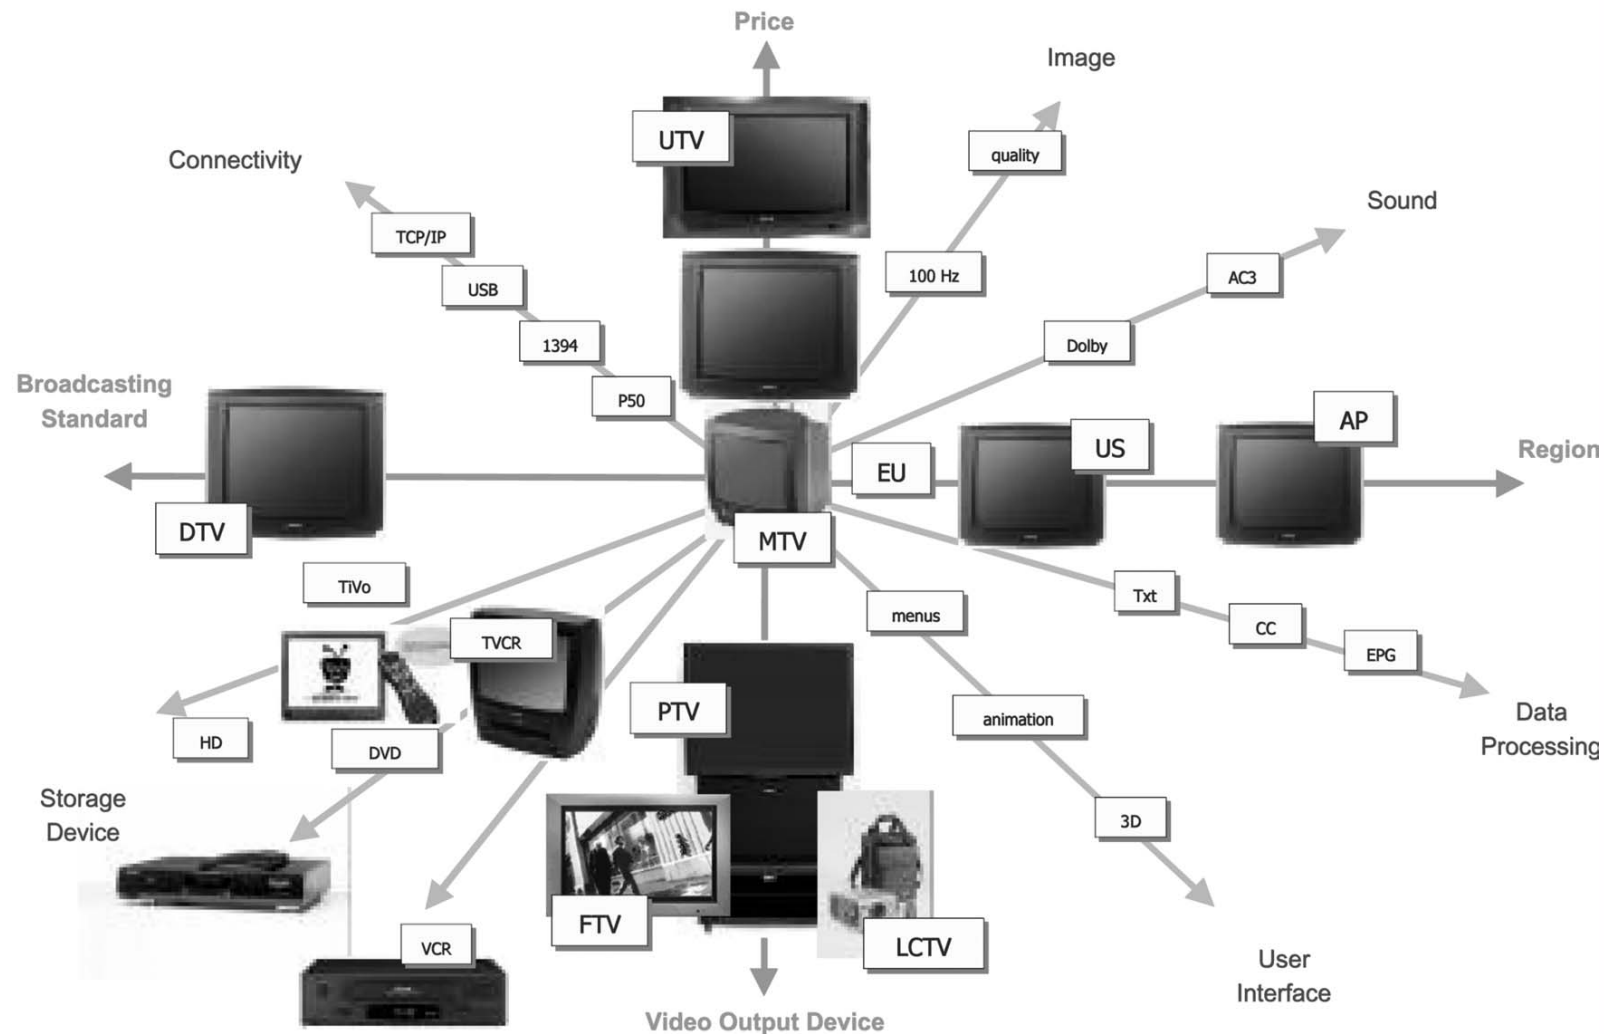 Price
Image
UTV
quality
Connectivity
Sound
TCP/IP
USB
100 Hz
AC3
1394
Dolby
P50
Broadcasting
Standard
AP
US
Region
EU
DTV
MTV
TiVo
menus
Txt
CC
EPG
TVCR
PTV
animation
Data
Processing
HD
DVD
Storage
Device
3D
FTV
VCR
LCTV
User
Interface
Video Output Device